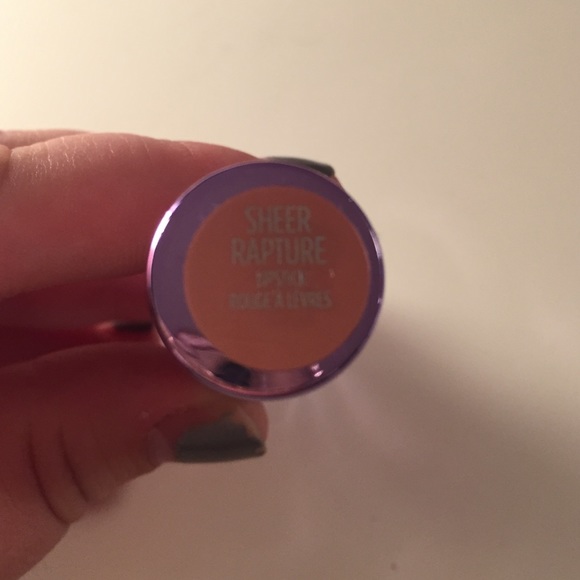 SHEER
RAPTURE
LIPSTICK
ROUGE À LÈVRES